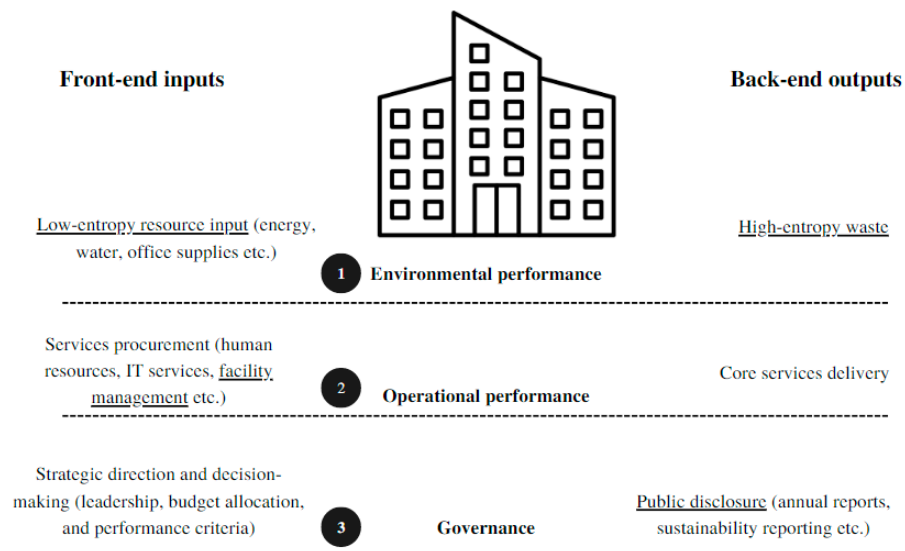 Front-end inputs
Back-end outputs
Low-entropy resource input (energy,
water, office supplies etc.)
High-entropy waste
1 Environmental performance
Services procurement (human
resources, IT services, facility
management etc.)
2 Operational performance
Core services delivery
Strategic direction and decision-
making (leadership, budget allocation,
and performance criteria)
3 Governance
Public disclosure (annual reports,
sustainability reporting etc.)